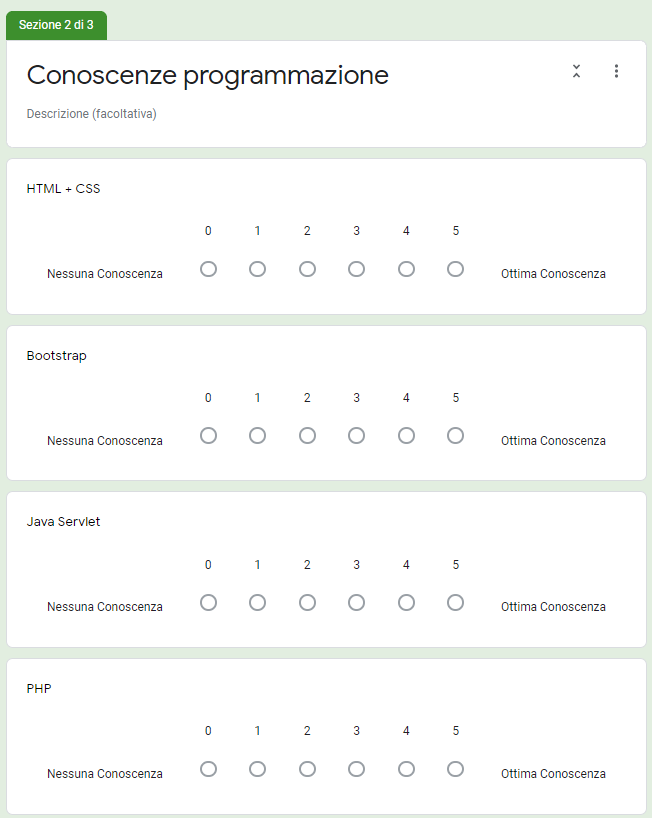 Sezione 2 di 3
Conoscenze programmazione
Descrizione (facoltativa)
HTML + CSS
0 1 2 3 4 5
Nessuna Conoscenza Ottima Conoscenza
Bootstrap
0 1 2 3 4 5
Nessuna Conoscenza Ottima Conoscenza
Java Servlet
0 1 2 3 4 5
Nessuna Conoscenza Ottima Conoscenza
PHP
0 1 2 3 4 5
Nessuna Conoscenza Ottima Conoscenza